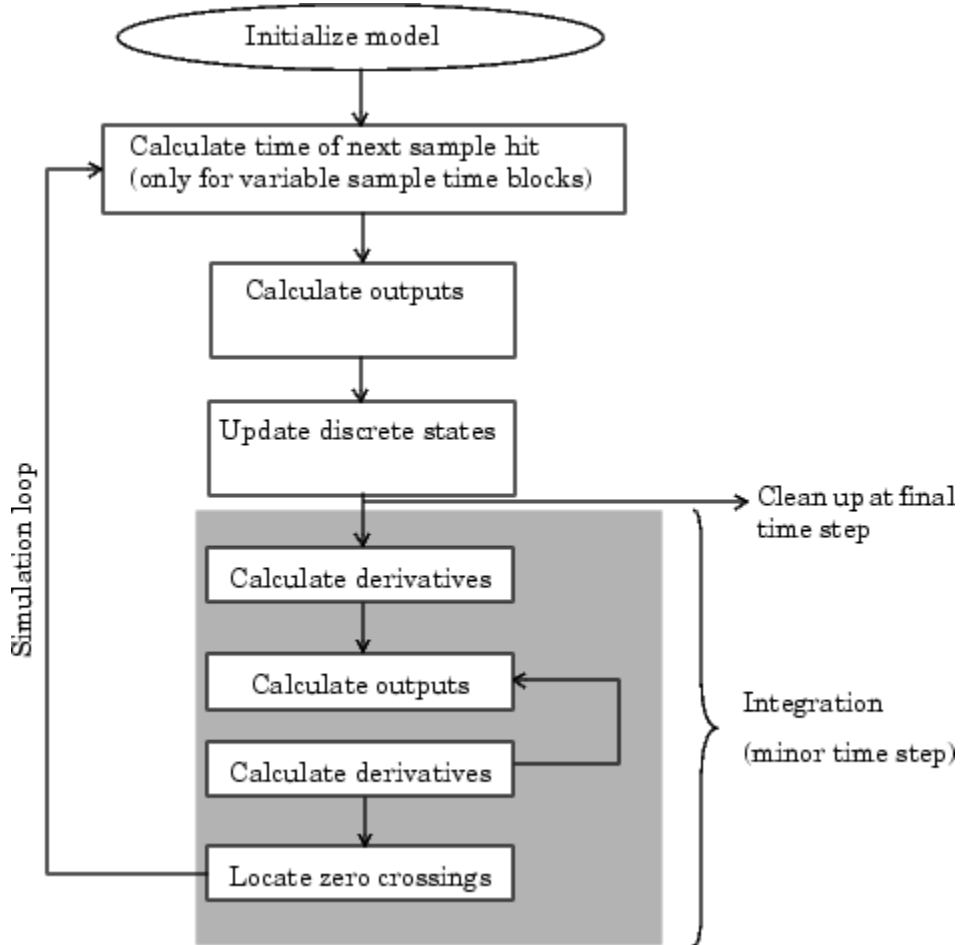 Initialize model
Calculate time of next sample hit
(only for variable sample time blocks)
Calculate outputs
Update discrete states
Clean up at final
time step
Simulation loop
Calculate derivatives
Calculate outputs
Integration
(minor time step)
Calculate derivatives
Locate zero crossings